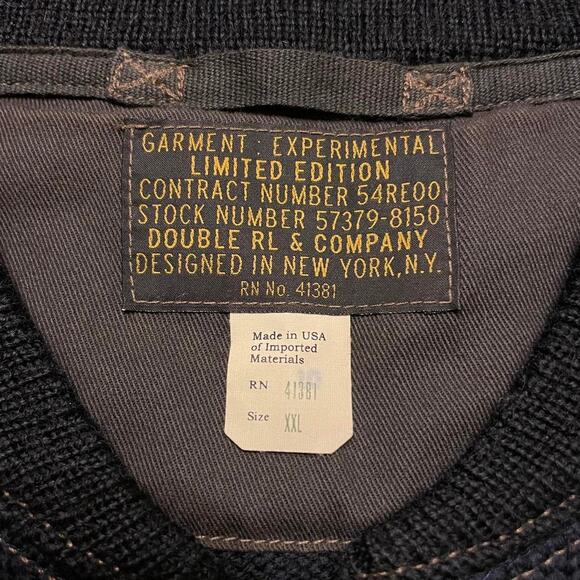 GARMENT : EXPERIMENTAL
LIMITED EDITION
CONTRACT NUMBER 54RE00
STOCK NUMBER 57379-8150
DOUBLE RL & COMPANY
DESIGNED IN NEW YORK, N.Y.
RN No. 41381
Made in USA
of Imported
Materials
RN 41381
Size XXL